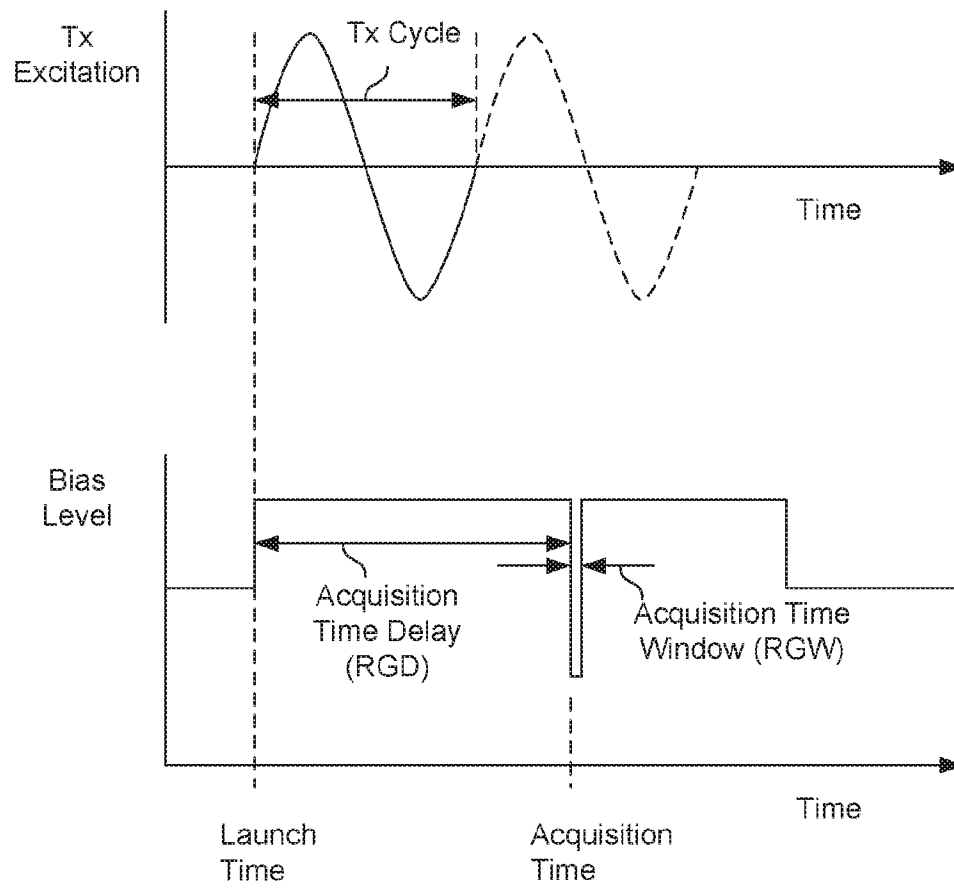 Tx
Excitation
Tx Cycle
Time
Bias
Level
Acquisition
Time Delay
(RGD)
Acquisition Time
Window (RGW)
Time
Launch
Time
Acquisition
Time